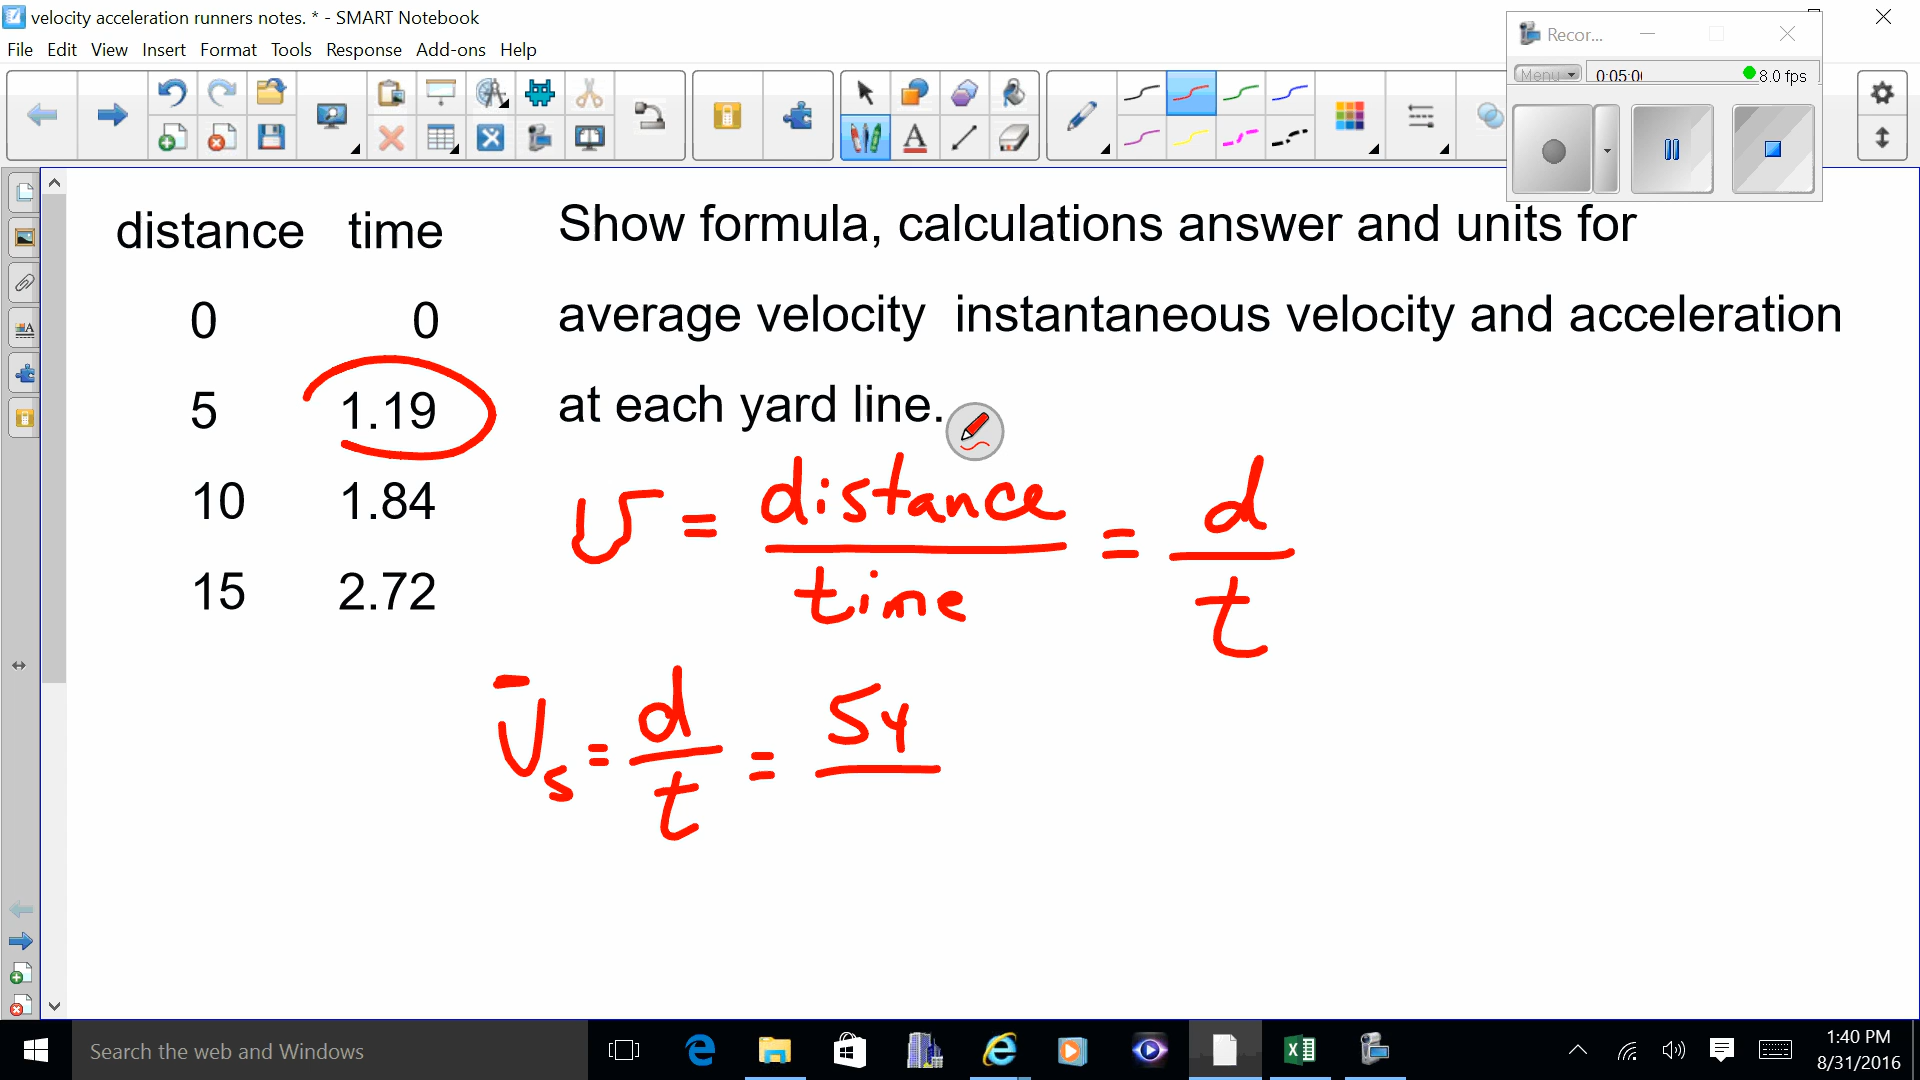 velocity acceleration runners notes. * - SMART Notebook
File Edit View Insert Format Tools Response Add-ons Help
Recor...
Menu 0:05:0 8.0 fps
distance time
0 0
5 1.19
10 1.84
15 2.72
Show formula, calculations answer and units for
average velocity instantaneous velocity and acceleration
at each yard line.
v = distance / time = d / t
v̄5 = d / t = 5y
Search the web and Windows
1:40 PM
8/31/2016